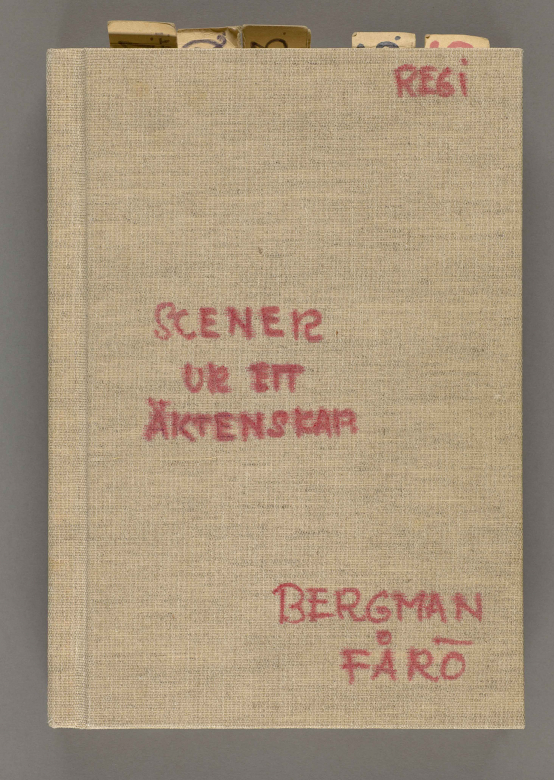 REGI
SCENER
UR ETT
ÄKTENSKAP
BERGMAN
FÅRÖ